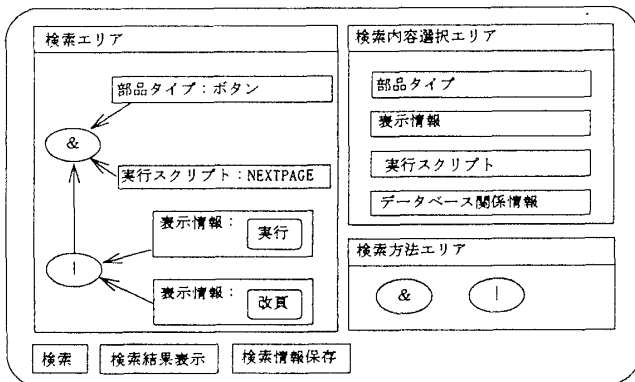 検索エリア
部品タイプ：ボタン
&
実行スクリプト：NEXTPAGE
表示情報：
実行
|
表示情報：
改頁
検索内容選択エリア
部品タイプ
表示情報
実行スクリプト
データベース関係情報
検索方法エリア
& |
検索 検索結果表示 検索情報保存